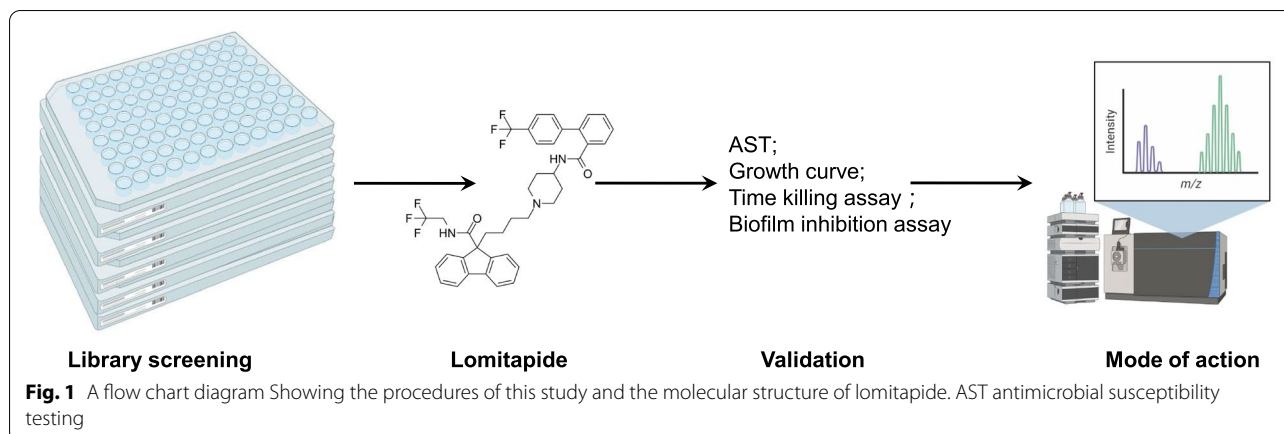 F
F
F
HN
O
N
F
F
F
HN
O
AST;
Growth curve;
Time killing assay ;
Biofilm inhibition assay
Intensity
m/z
Library screening
Lomitapide
Validation
Mode of action
Fig. 1 A flow chart diagram Showing the procedures of this study and the molecular structure of lomitapide. AST antimicrobial susceptibility
testing